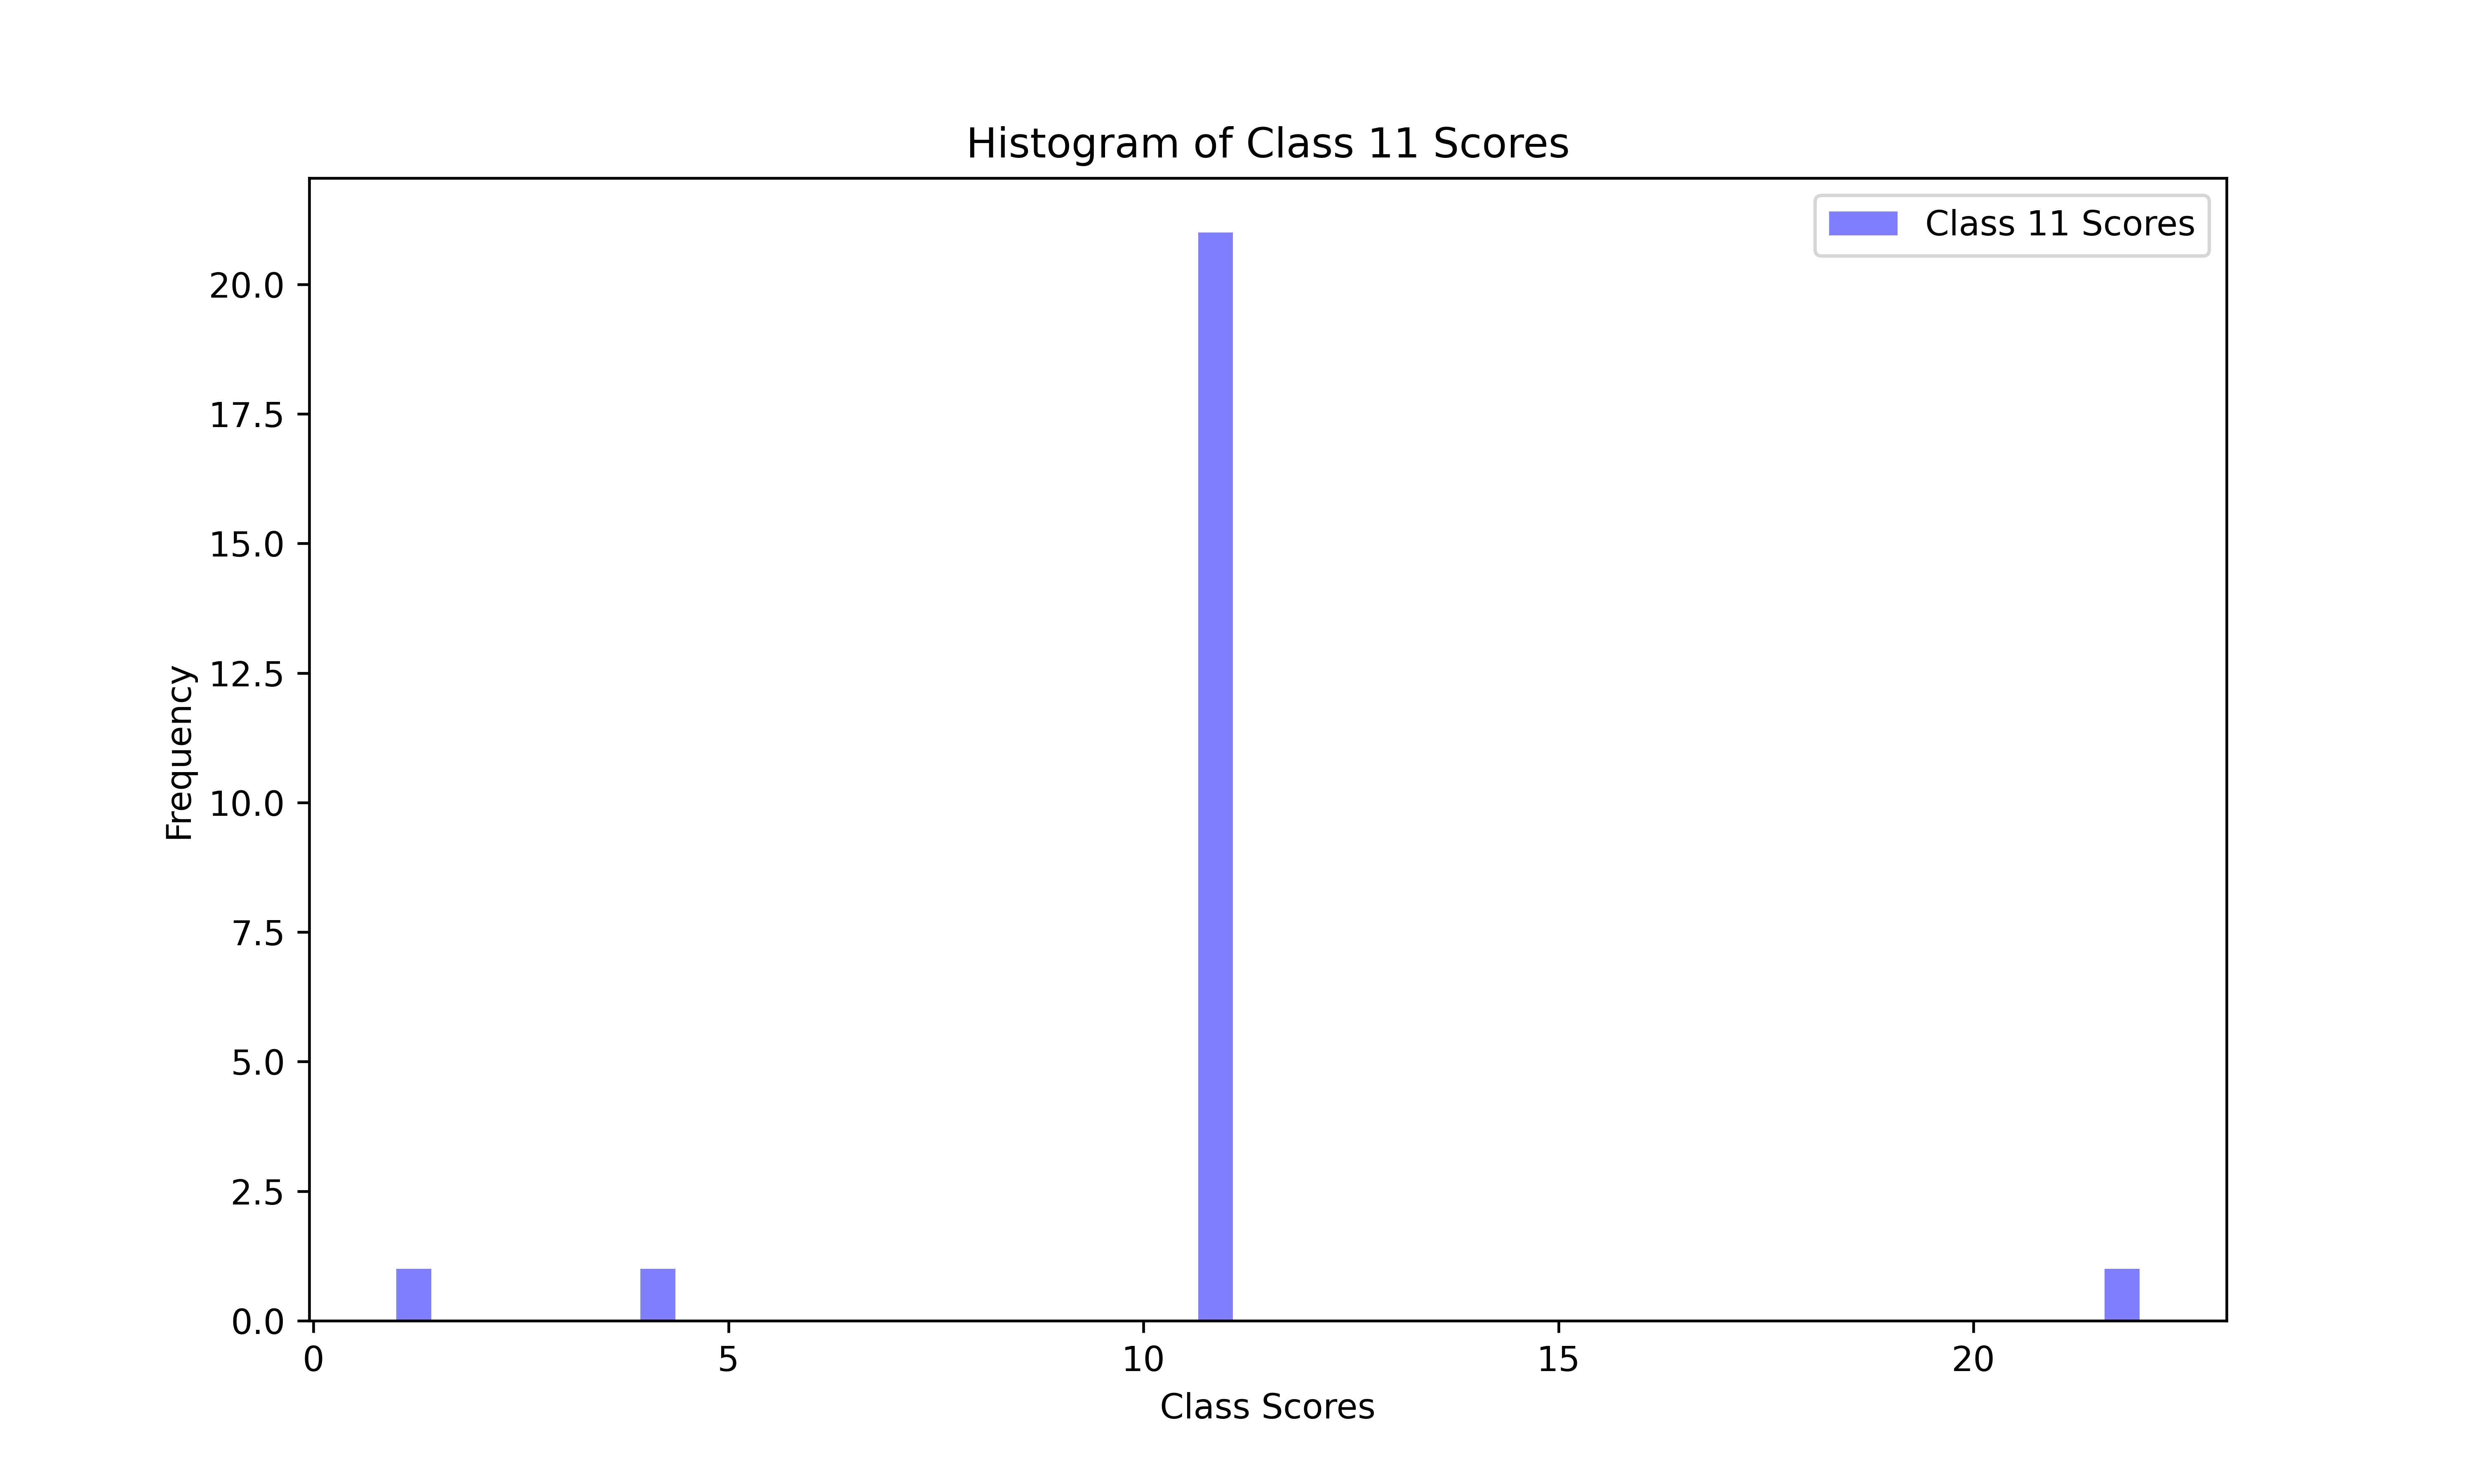 Histogram of Class 11 Scores
Class 11 Scores
20.0
17.5
15.0
12.5
10.0
7.5
5.0
2.5
0.0
Frequency
0 5 10 15 20
Class Scores